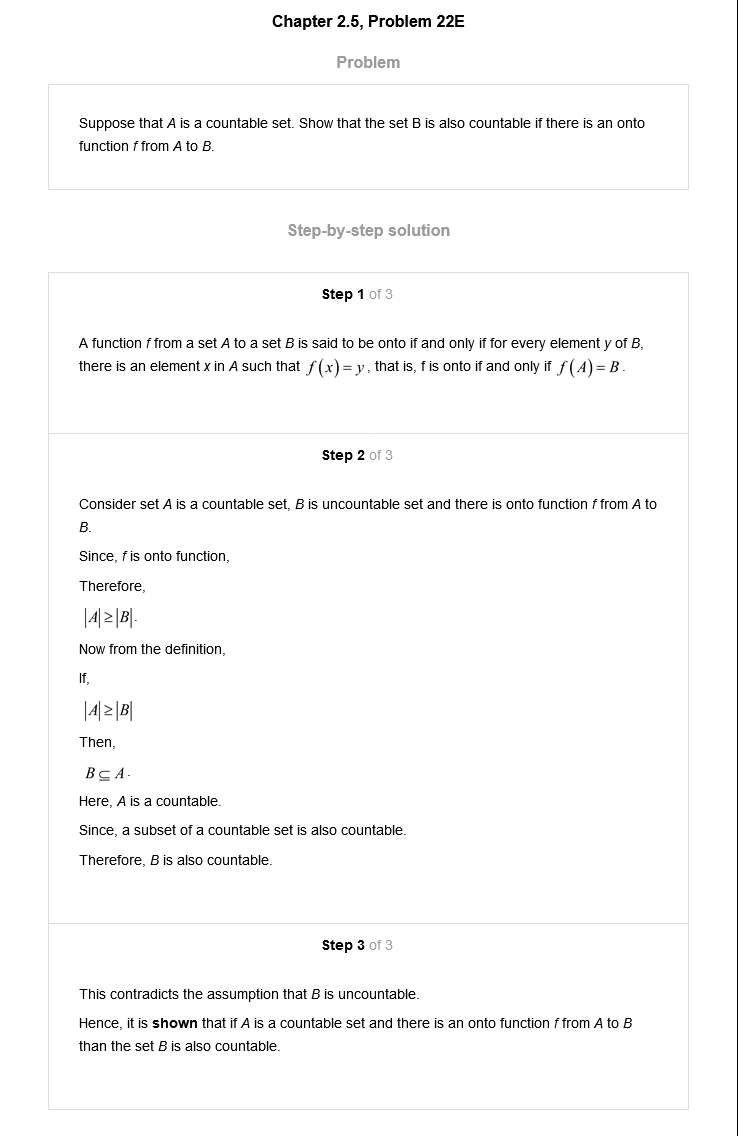 Chapter 2.5, Problem 22E
Problem
Suppose that A is a countable set. Show that the set B is also countable if there is an onto
function f from A to B.
Step-by-step solution
Step 1 of 3
A function f from a set A to a set B is said to be onto if and only if for every element y of B,
there is an element x in A such that f(x)=y, that is, f is onto if and only if f(A)=B.
Step 2 of 3
Consider set A is a countable set, B is uncountable set and there is onto function f from A to
B.
Since, f is onto function,
Therefore,
|A|≥|B|.
Now from the definition,
If,
|A|≥|B|
Then,
B⊆A.
Here, A is a countable.
Since, a subset of a countable set is also countable.
Therefore, B is also countable.
Step 3 of 3
This contradicts the assumption that B is uncountable.
Hence, it is shown that if A is a countable set and there is an onto function f from A to B
than the set B is also countable.